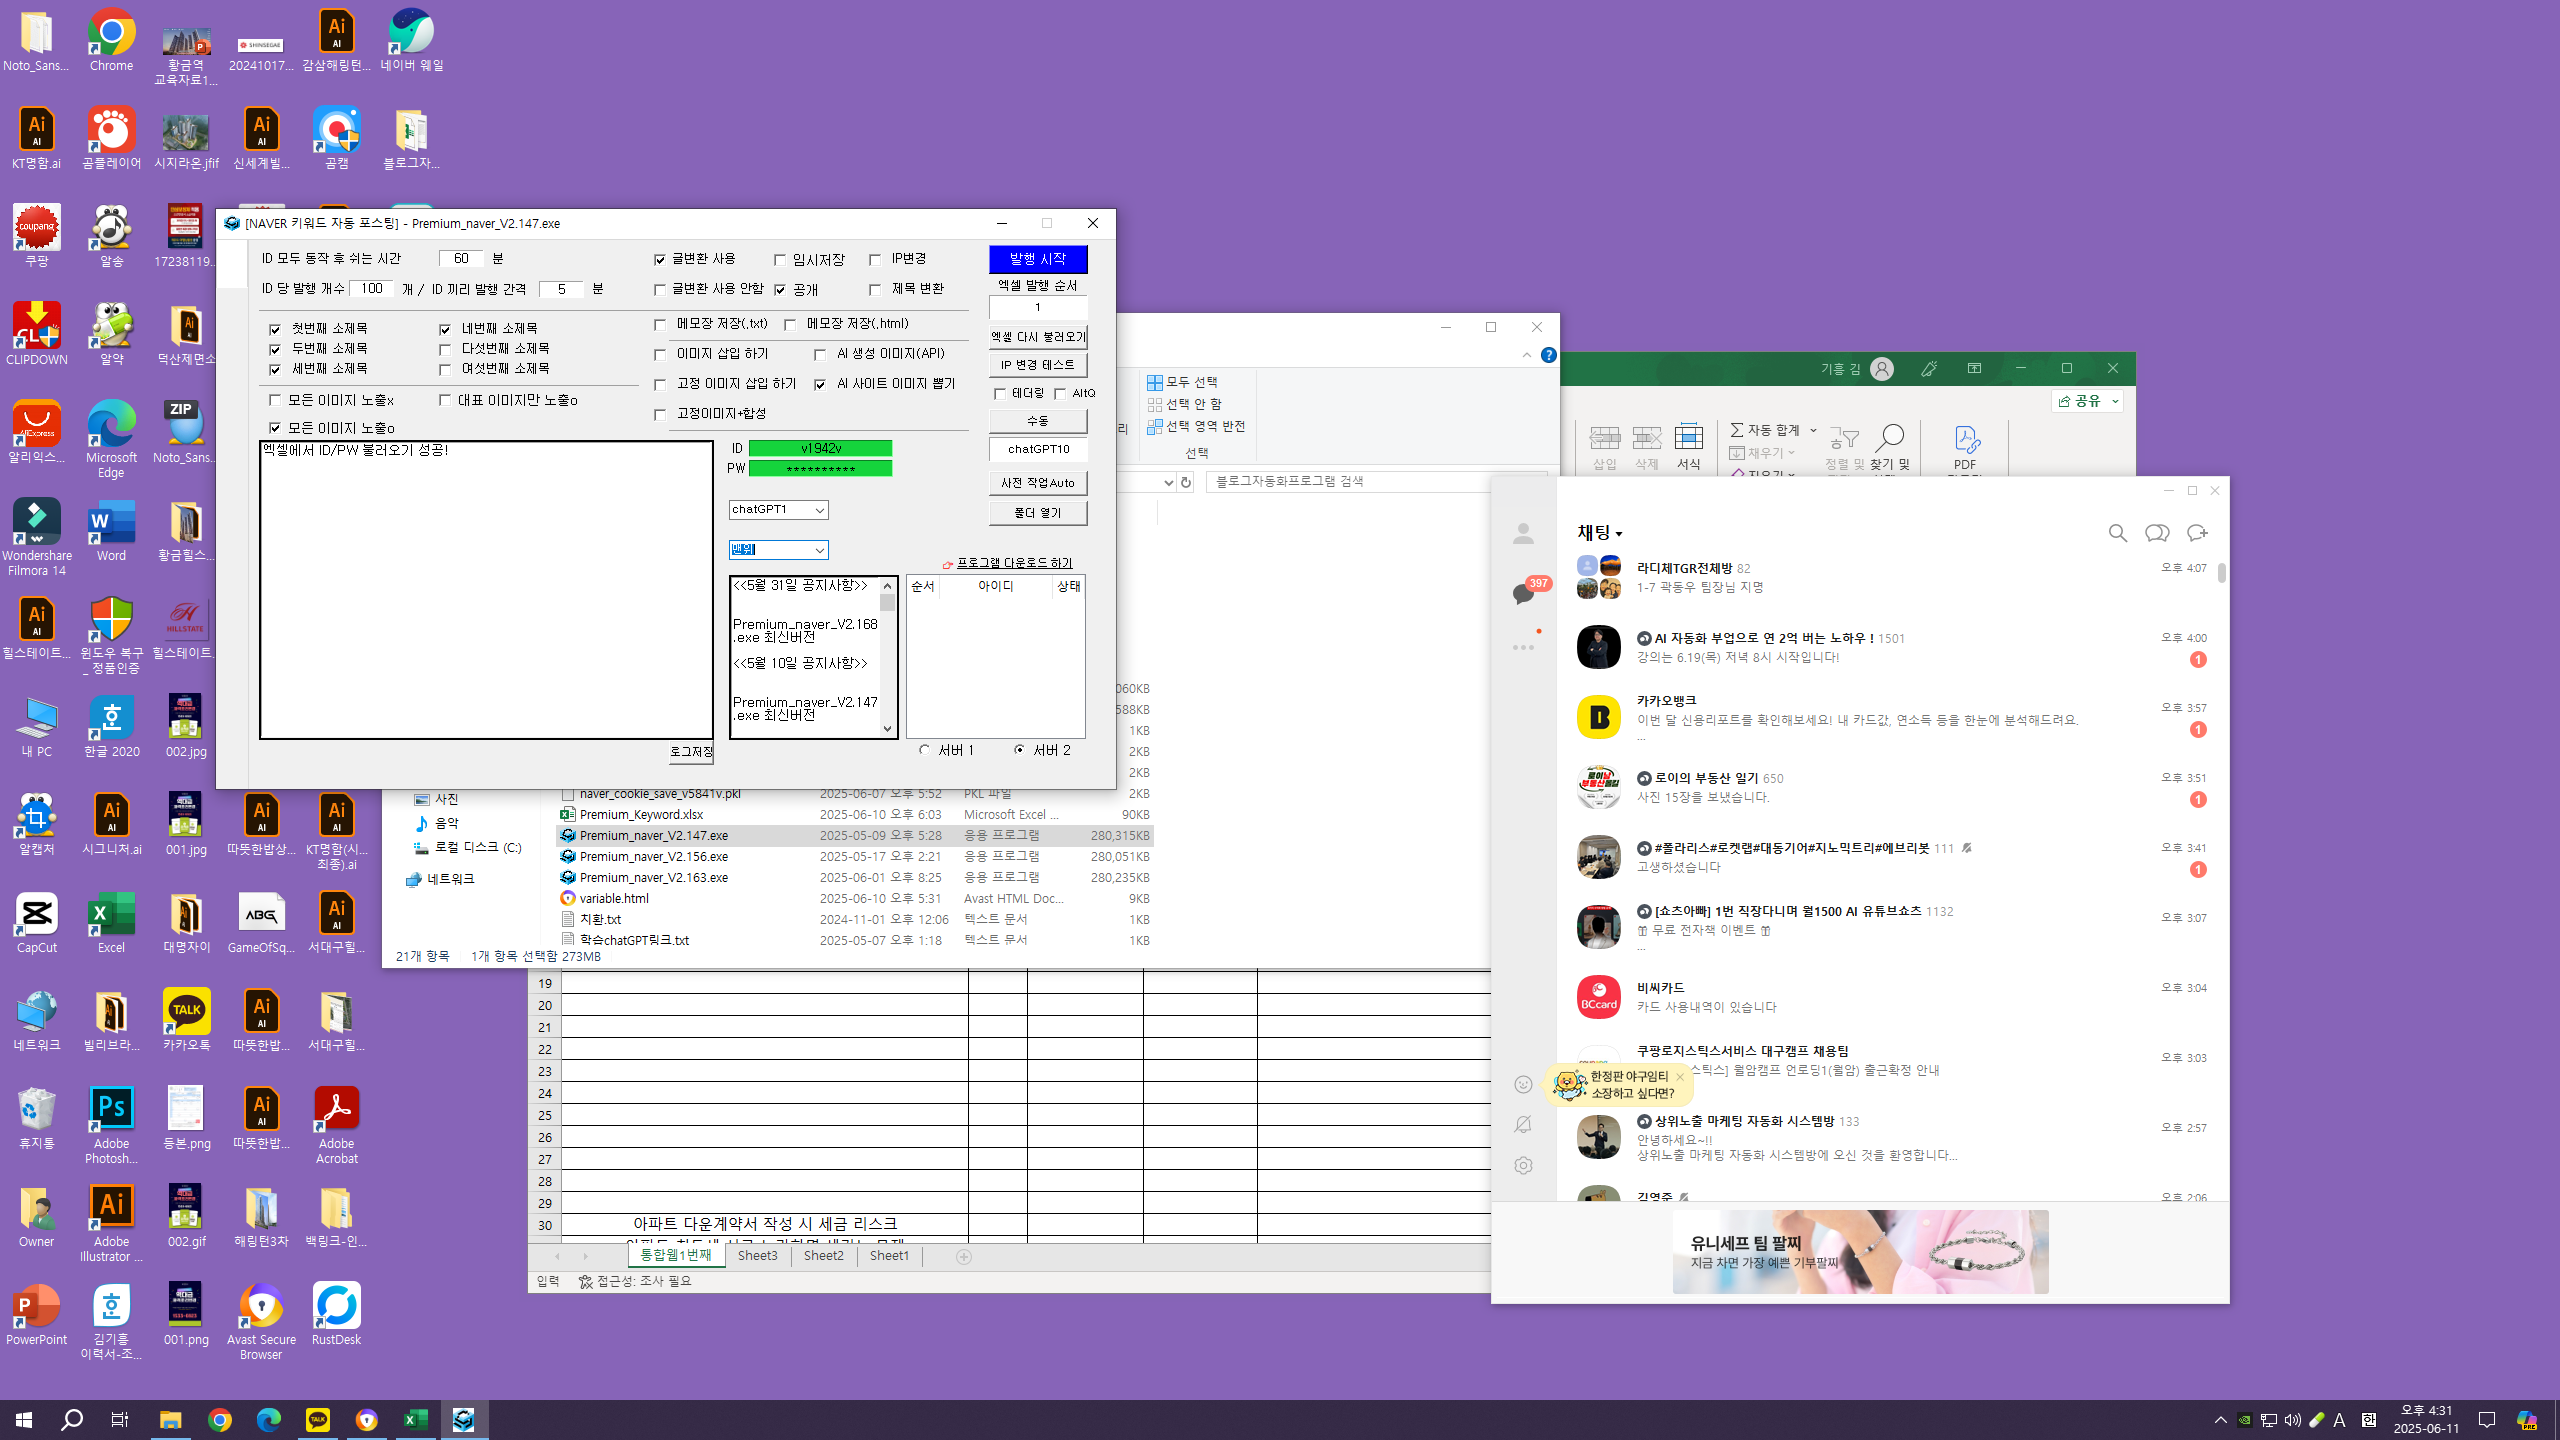 Noto_Sans...
Chrome
황금역
교육자료1...
20241017...
감삼해링턴...
네이버 웨일
KT명함.ai
곰플레이어
시지라온.jfif
신세계빌...
곰캠
블로그자...
쿠팡
알송
17238119...
CLIPDOWN
알약
덕산제면소
알리익스...
Microsoft
Edge
Noto_Sans...
Wondershare
Filmora 14
Word
황금힐스...
힐스테이트...
윈도우 복구
_ 정품인증
힐스테이트...
내 PC
한글 2020
002.jpg
알캡처
시그니처.ai
001.jpg
따뜻한밥상...
KT명함(시...
최종).ai
CapCut
Excel
대명자이
GameOfSq...
서대구힐...
네트워크
빌리브라...
카카오톡
따뜻한밥...
서대구힐...
휴지통
Adobe
Photosh...
등본.png
따뜻한밥...
Adobe
Acrobat
Owner
Adobe
Illustrator ...
002.gif
해링턴3차
백링크-인...
PowerPoint
김기흥
이력서-조...
001.png
Avast Secure
Browser
RustDesk
[NAVER 키워드 자동 포스팅] - Premium_naver_V2.147.exe
ID 모두 동작 후 쉬는 시간 60 분
글변환 사용 임시저장 IP변경
발행 시작
ID 당 발행 개수 100 개 / ID 끼리 발행 간격 5 분
글변환 사용 안함 공개 제목 변환
엑셀 발행 순서
1
첫번째 소제목 네번째 소제목
두번째 소제목 다섯번째 소제목
세번째 소제목 여섯번째 소제목
메모장 저장(.txt) 메모장 저장(.html)
엑셀 다시 불러오기
이미지 삽입 하기 AI 생성 이미지(API)
IP 변경 테스트
고정 이미지 삽입 하기 AI 사이트 이미지 뽑기
테더링 AltQ
모든 이미지 노출x 대표 이미지만 노출o
고정이미지+합성
수동
모든 이미지 노출o
엑셀에서 ID/PW 불러오기 성공!
ID v1942v
PW **********
chatGPT10
사전 작업Auto
chatGPT1
폴더 열기
맨위
프로그램 다운로드 하기
<<5월 31일 공지사항>>
Premium_naver_V2.168
.exe 최신버전
<<5월 10일 공지사항>>
Premium_naver_V2.147
.exe 최신버전
순서 아이디 상태
로그저장
서버 1 서버 2
모두 선택
선택 안 함
선택 영역 반전
선택
리
블로그자동화프로그램 검색
060KB
588KB
1KB
2KB
2KB
사진
음악
로컬 디스크 (C:)
네트워크
naver_cookie_save_v5841v.pkl 2025-06-07 오후 5:52 PKL 파일 2KB
Premium_Keyword.xlsx 2025-06-10 오후 6:03 Microsoft Excel ... 90KB
Premium_naver_V2.147.exe 2025-05-09 오후 5:28 응용 프로그램 280,315KB
Premium_naver_V2.156.exe 2025-05-17 오후 2:21 응용 프로그램 280,051KB
Premium_naver_V2.163.exe 2025-06-01 오후 8:25 응용 프로그램 280,235KB
variable.html 2025-06-10 오후 5:31 Avast HTML Doc... 9KB
치환.txt 2024-11-01 오후 12:06 텍스트 문서 1KB
학습chatGPT링크.txt 2025-05-07 오후 1:18 텍스트 문서 1KB
21개 항목 1개 항목 선택함 273MB
기흥 김
공유
삽입 삭제 서식
자동 합계
채우기
정렬 및 찾기 및
PDF
19
20
21
22
23
24
25
26
27
28
29
30 아파트 다운계약서 작성 시 세금 리스크
통합웹1번째 Sheet3 Sheet2 Sheet1
입력 접근성: 조사 필요
채팅
397
라디체TGR전체방 82 오후 4:07
1-7 곽동우 팀장님 지명
AI 자동화 부업으로 연 2억 버는 노하우 ! 1501 오후 4:00
강의는 6.19(목) 저녁 8시 시작입니다! 1
카카오뱅크 오후 3:57
이번 달 신용리포트를 확인해보세요! 내 카드값, 연소득 등을 한눈에 분석해드려요.
... 1
로이의 부동산 일기 650 오후 3:51
사진 15장을 보냈습니다. 1
#폴라리스#로켓랩#대동기어#지노믹트리#에브리봇 111 오후 3:41
고생하셨습니다 1
[쇼츠아빠] 1번 직장다니며 월1500 AI 유튜브쇼츠 1132 오후 3:07
무료 전자책 이벤트
...
BCcard
비씨카드 오후 3:04
카드 사용내역이 있습니다
쿠팡로지스틱스서비스 대구캠프 채용팀 오후 3:03
스틱스] 월암캠프 언로딩1(월암) 출근확정 안내
한정판 야구임티
소장하고 싶다면?
상위노출 마케팅 자동화 시스템방 133 오후 2:57
안녕하세요~!!
상위노출 마케팅 자동화 시스템방에 오신 것을 환영합니다...
김영준 오후 2:06
유니세프 팀 팔찌
지금 차면 가장 예쁜 기부팔찌
A 한
오후 4:31
2025-06-11